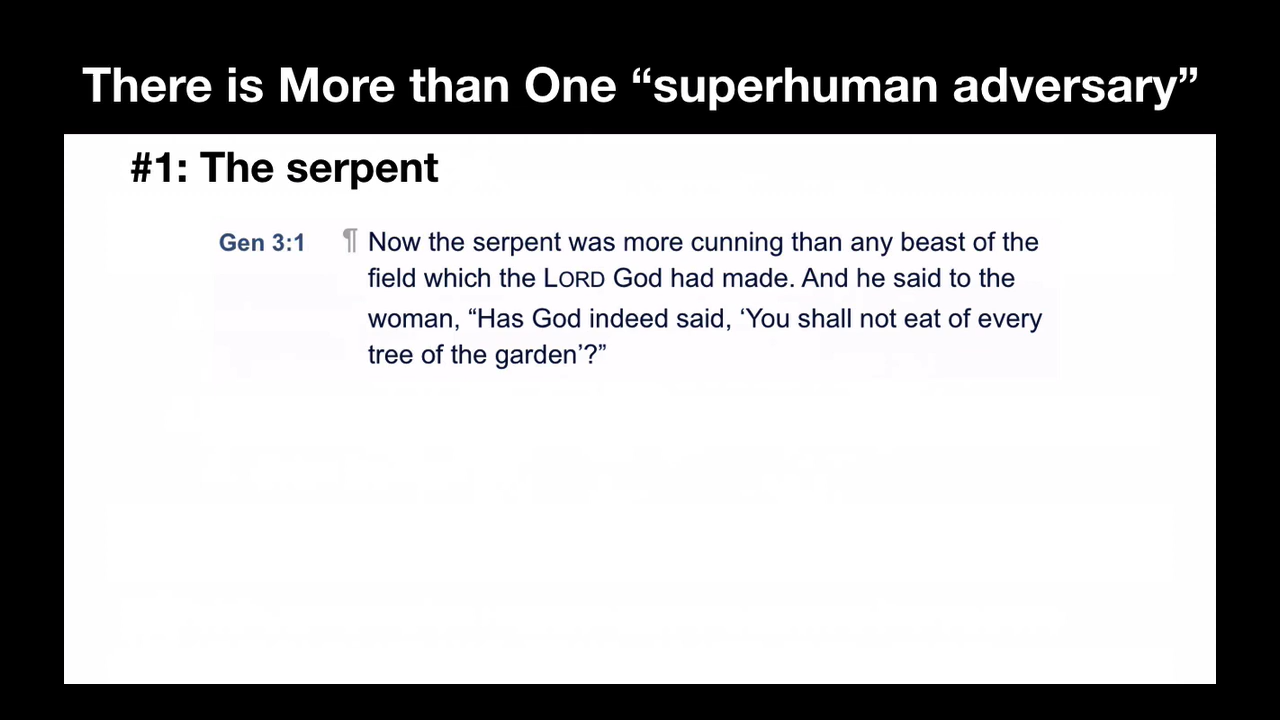 There is More than One “superhuman adversary”
#1: The serpent
Gen 3:1 ¶ Now the serpent was more cunning than any beast of the
field which the LORD God had made. And he said to the
woman, “Has God indeed said, ‘You shall not eat of every
tree of the garden’?”